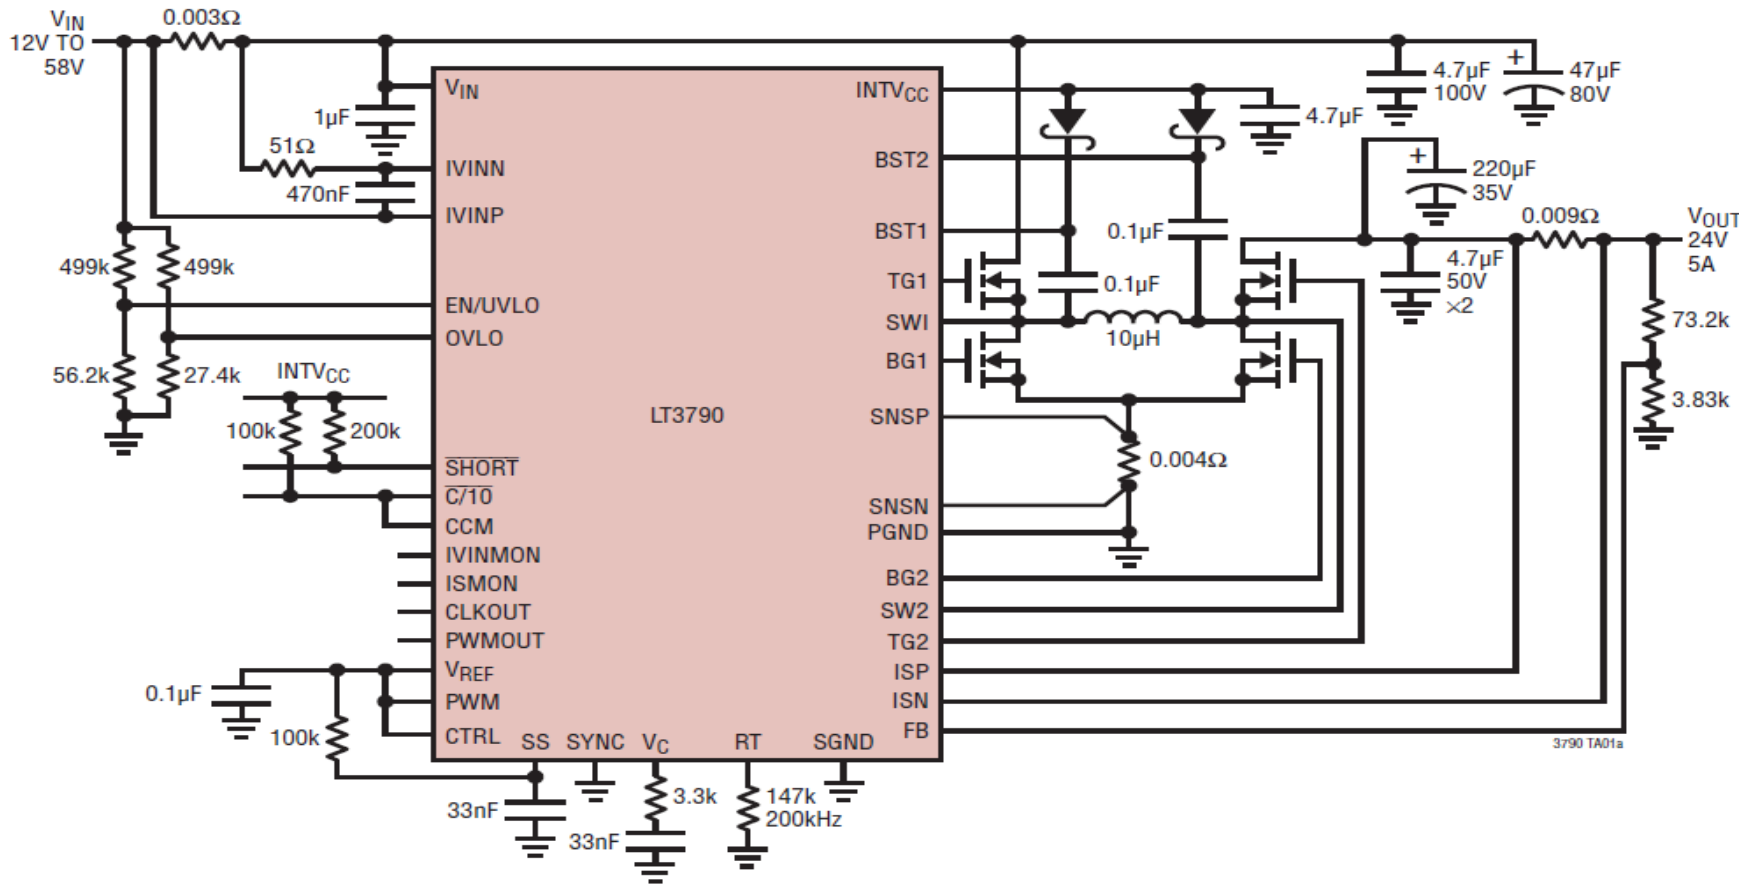 VIN
12V TO
58V
0.003Ω
VIN
1µF
51Ω
IVINN
470nF
IVINP
499k
499k
EN/UVLO
OVLO
56.2k
27.4k
INTVCC
100k
200k
SHORT
C/10
CCM
IVINMON
ISMON
CLKOUT
PWMOUT
VREF
PWM
CTRL
0.1µF
100k
SS
SYNC
VC
RT
SGND
33nF
3.3k
33nF
147k
200kHz
LT3790
INTVCC
BST2
BST1
TG1
SWI
BG1
SNSP
SNSN
PGND
BG2
SW2
TG2
ISP
ISN
FB
4.7µF
0.1µF
0.1µF
10µH
0.004Ω
4.7µF
100V
+
47µF
80V
+
220µF
35V
0.009Ω
VOUT
24V
5A
4.7µF
50V
×2
73.2k
3.83k
3790 TA01a